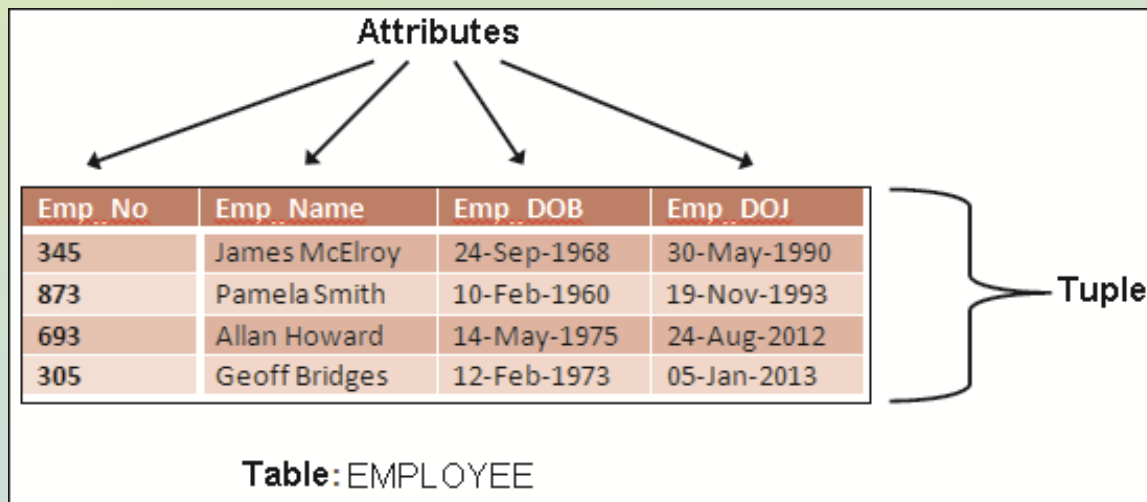 Attributes
Emp_No Emp_Name Emp_DOB Emp_DOJ
345 James McElroy 24-Sep-1968 30-May-1990
873 Pamela Smith 10-Feb-1960 19-Nov-1993
Tuple
693 Allan Howard 14-May-1975 24-Aug-2012
305 Geoff Bridges 12-Feb-1973 05-Jan-2013
Table: EMPLOYEE